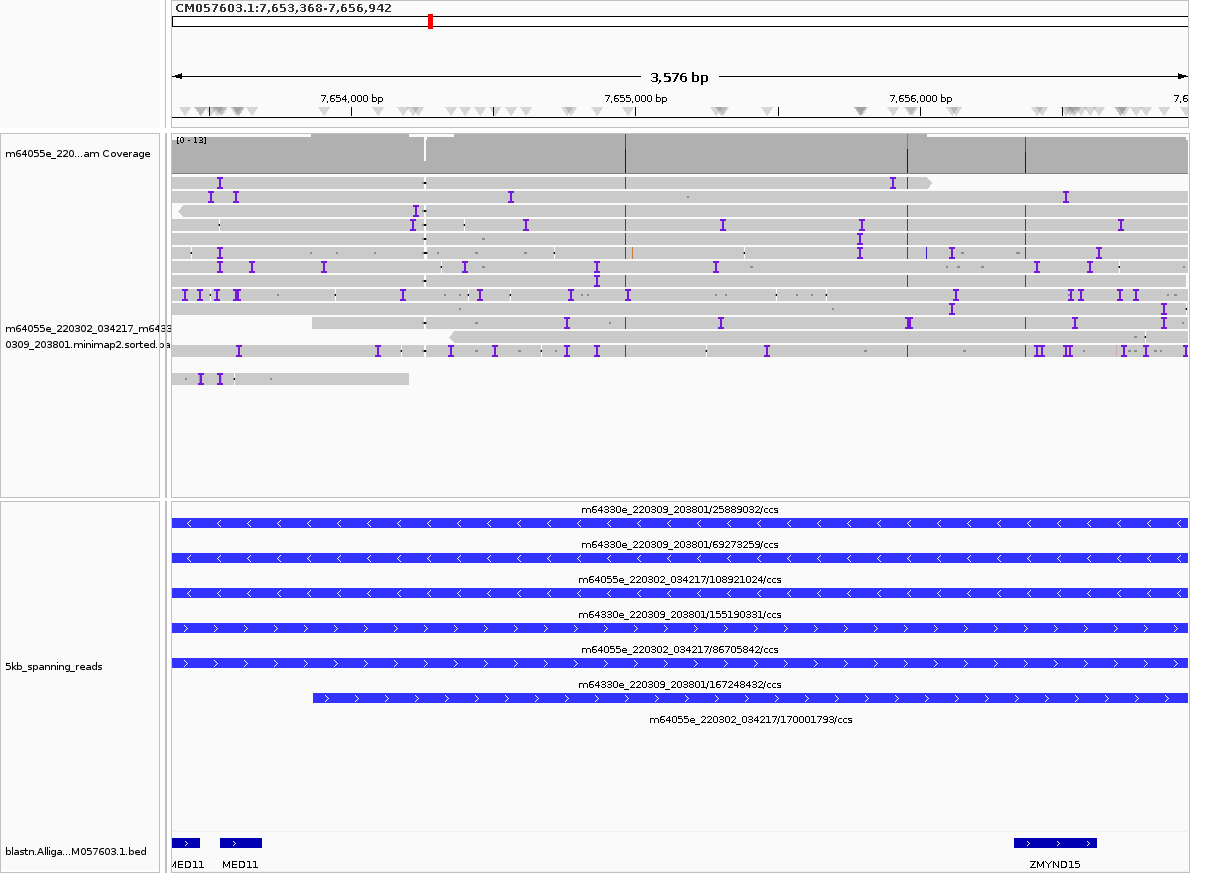 CM057603.1:7,653,368-7,656,942
3,576 bp
7,654,000 bp
7,655,000 bp
7,656,000 bp
7,6
m64055e_220...am Coverage
[0 - 13]
m64055e_220302_034217_m6433
0309_203801.minimap2.sorted.ba
m64330e_220309_203801/25889032/ccs
m64330e_220309_203801/69273259/ccs
m64055e_220302_034217/108921024/ccs
m64330e_220309_203801/155190331/ccs
m64055e_220302_034217/86705842/ccs
5kb_spanning_reads
m64330e_220309_203801/167248432/ccs
m64055e_220302_034217/170001793/ccs
blastn.Alliga...M057603.1.bed
MED11
MED11
ZMYND15